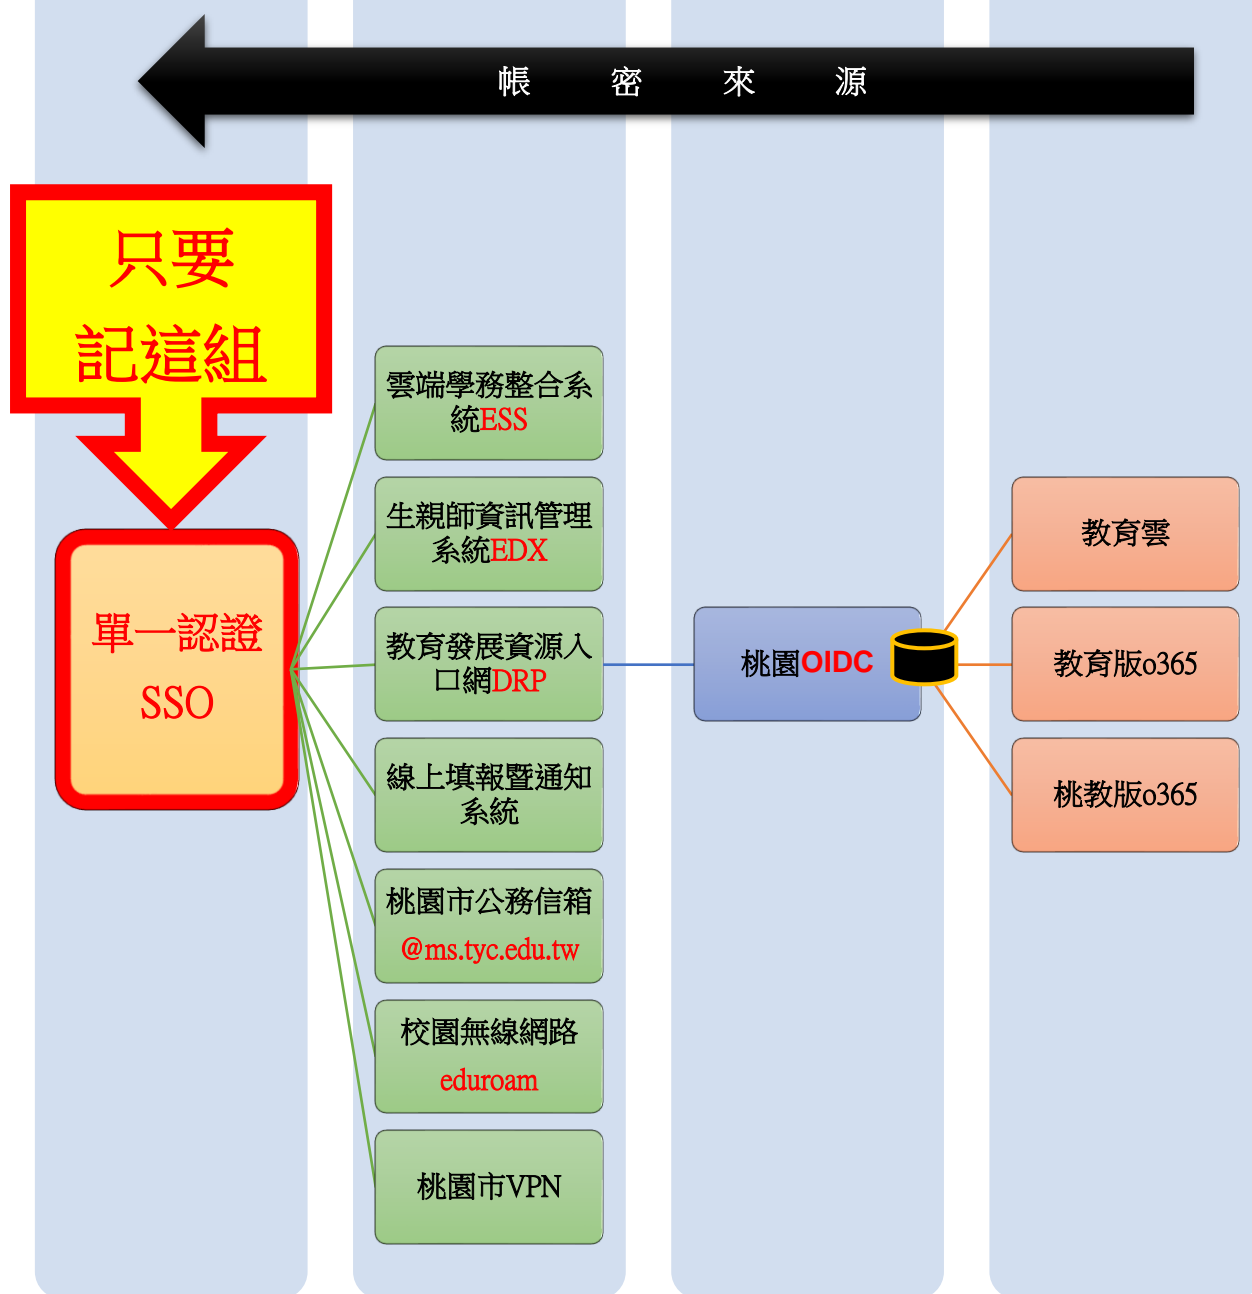 帳密來源
只要
記這組
單一認證
SSO
雲端學務整合系
統ESS
生親師資訊管理
系統EDX
教育發展資源入
口網DRP
線上填報暨通知
系統
桃園市公務信箱
@ms.tyc.edu.tw
校園無線網路
eduroam
桃園市VPN
桃園OIDC
教育雲
教育版o365
桃教版o365